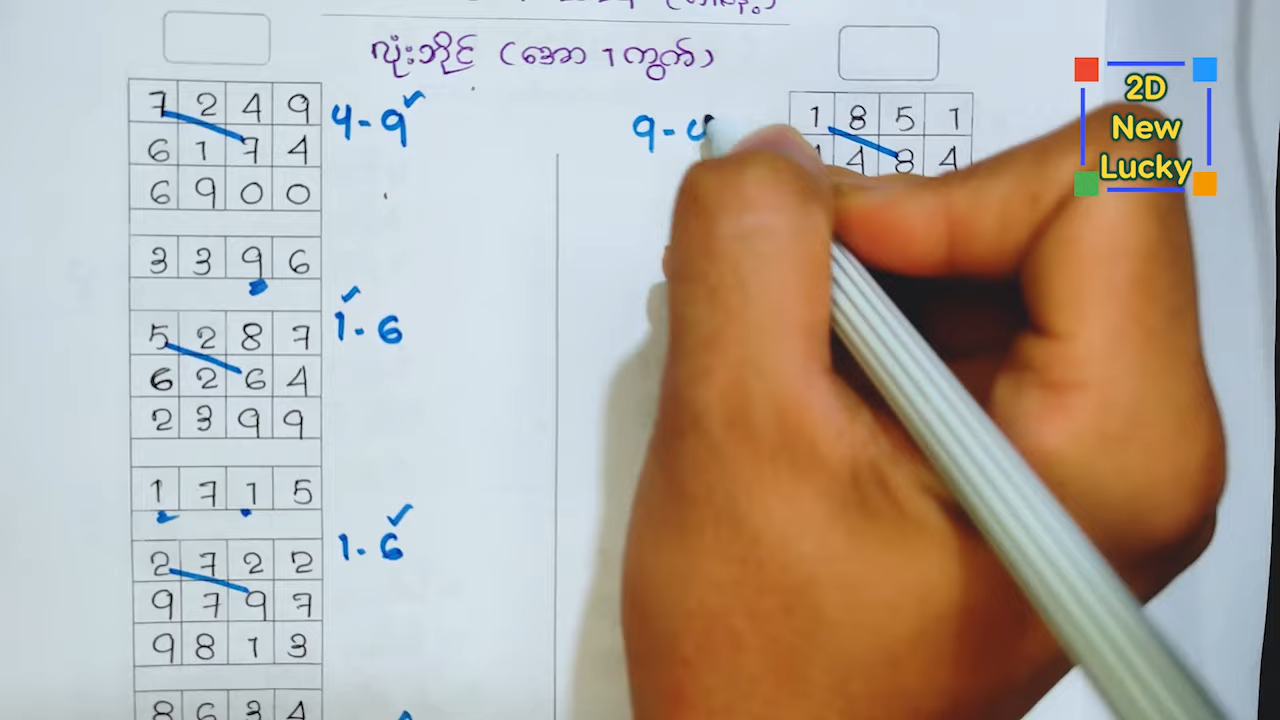 လုံးဘိုင် (အော 1 ကွက်)
7 2 4 9
6 1 7 4
6 9 0 0
4 - 9
3 3 9 6
5 2 8 7
6 2 6 4
2 3 9 9
1 - 6
1 7 1 5
2 7 2 2
9 7 9 7
9 8 1 3
1 - 6
8 6 3 4
9 -
1 8 5 1
4 8 4
2D
New
Lucky